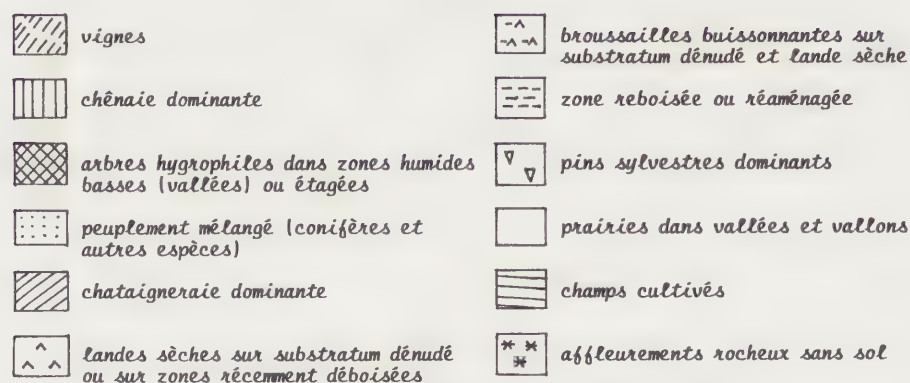 vignes
chênaie dominante
arbres hygrophiles dans zones humides
basses (vallées) ou étagées
peuplement mélangé (conifères et
autres espèces)
chataigneraie dominante
landes sèches sur substratum dénudé
ou sur zones récemment déboisées
broussailles buissonnantes sur
substratum dénudé et lande sèche
zone reboisée ou réaménagée
pins sylvestres dominants
prairies dans vallées et vallons
champs cultivés
affleurements rocheux sans sol